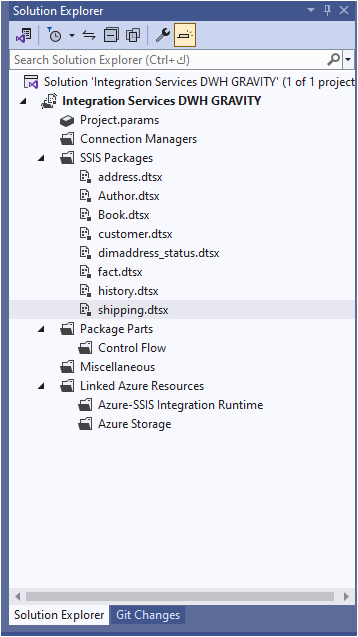 Solution Explorer
Search Solution Explorer (Ctrl+ك)
Solution 'Integration Services DWH GRAVITY' (1 of 1 project
Integration Services DWH GRAVITY
Project.params
Connection Managers
SSIS Packages
address.dtsx
Author.dtsx
Book.dtsx
customer.dtsx
dimaddress_status.dtsx
fact.dtsx
history.dtsx
shipping.dtsx
Package Parts
Control Flow
Miscellaneous
Linked Azure Resources
Azure-SSIS Integration Runtime
Azure Storage
Solution Explorer Git Changes